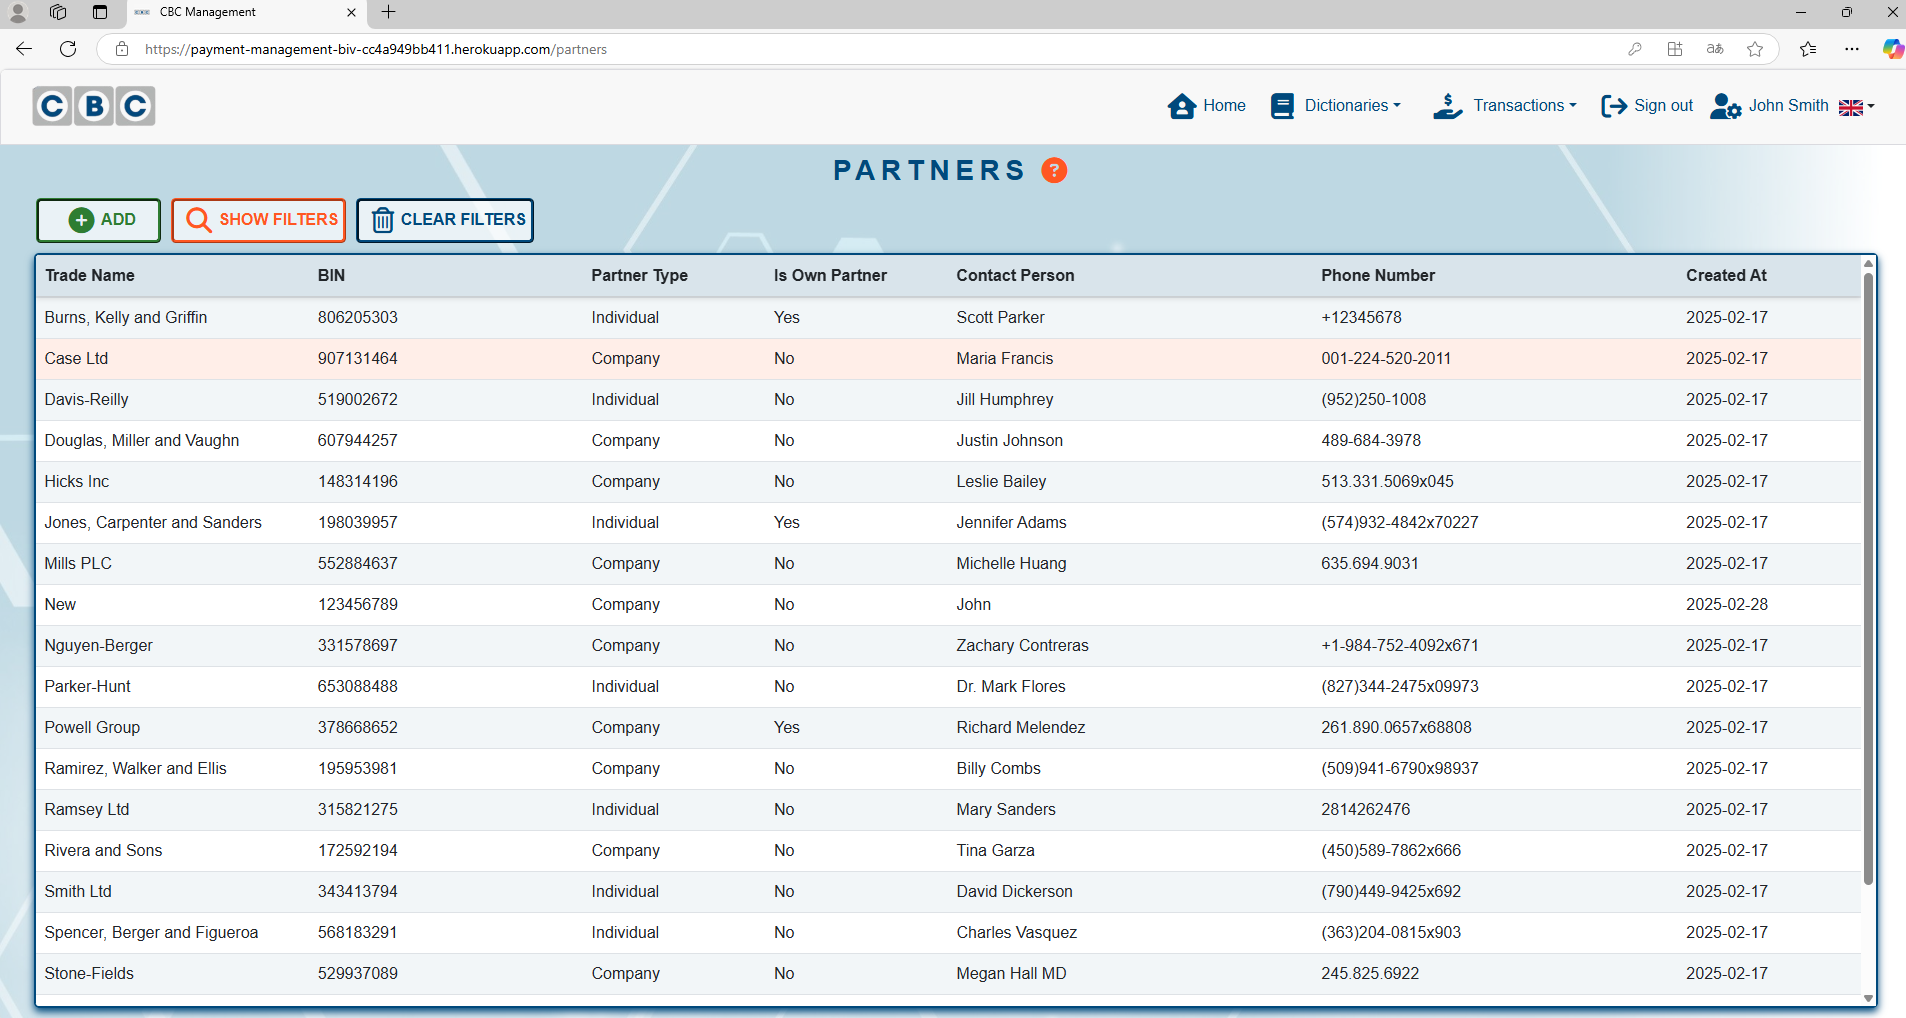 CBC Management
https://payment-management-biv-cc4a949bb411.herokuapp.com/partners
CBC Home Dictionaries Transactions Sign out John Smith
PARTNERS ?
ADD SHOW FILTERS CLEAR FILTERS
Trade Name BIN Partner Type Is Own Partner Contact Person Phone Number Created At
Burns, Kelly and Griffin 806205303 Individual Yes Scott Parker +12345678 2025-02-17
Case Ltd 907131464 Company No Maria Francis 001-224-520-2011 2025-02-17
Davis-Reilly 519002672 Individual No Jill Humphrey (952)250-1008 2025-02-17
Douglas, Miller and Vaughn 607944257 Company No Justin Johnson 489-684-3978 2025-02-17
Hicks Inc 148314196 Company No Leslie Bailey 513.331.5069x045 2025-02-17
Jones, Carpenter and Sanders 198039957 Individual Yes Jennifer Adams (574)932-4842x70227 2025-02-17
Mills PLC 552884637 Company No Michelle Huang 635.694.9031 2025-02-17
New 123456789 Company No John 2025-02-28
Nguyen-Berger 331578697 Company No Zachary Contreras +1-984-752-4092x671 2025-02-17
Parker-Hunt 653088488 Individual No Dr. Mark Flores (827)344-2475x09973 2025-02-17
Powell Group 378668652 Company Yes Richard Melendez 261.890.0657x68808 2025-02-17
Ramirez, Walker and Ellis 195953981 Company No Billy Combs (509)941-6790x98937 2025-02-17
Ramsey Ltd 315821275 Individual No Mary Sanders 2814262476 2025-02-17
Rivera and Sons 172592194 Company No Tina Garza (450)589-7862x666 2025-02-17
Smith Ltd 343413794 Individual No David Dickerson (790)449-9425x692 2025-02-17
Spencer, Berger and Figueroa 568183291 Individual No Charles Vasquez (363)204-0815x903 2025-02-17
Stone-Fields 529937089 Company No Megan Hall MD 245.825.6922 2025-02-17